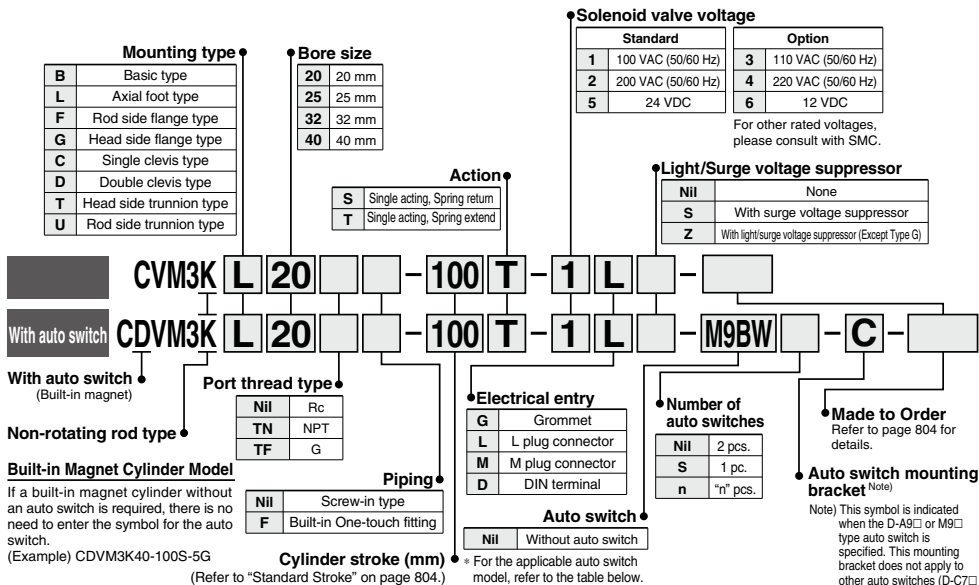 Mounting type
B Basic type
L Axial foot type
F Rod side flange type
G Head side flange type
C Single clevis type
D Double clevis type
T Head side trunnion type
U Rod side trunnion type
Bore size
20 20 mm
25 25 mm
32 32 mm
40 40 mm
Action
S Single acting, Spring return
T Single acting, Spring extend
Solenoid valve voltage
Standard Option
1 100 VAC (50/60 Hz) 3 110 VAC (50/60 Hz)
2 200 VAC (50/60 Hz) 4 220 VAC (50/60 Hz)
5 24 VDC 6 12 VDC
For other rated voltages,
please consult with SMC.
Light/Surge voltage suppressor
Nil None
S With surge voltage suppressor
Z With light/surge voltage suppressor (Except Type G)
CVM3K L 20 □ □ – 100 T – 1 L □ – □
With auto switch CDVM3K L 20 □ □ – 100 T – 1 L □ – M9BW □ – C – □
With auto switch
(Built-in magnet)
Non-rotating rod type
Built-in Magnet Cylinder Model
If a built-in magnet cylinder without
an auto switch is required, there is no
need to enter the symbol for the auto
switch.
(Example) CDVM3K40-100S-5G
Port thread type
Nil Rc
TN NPT
TF G
Piping
Nil Screw-in type
F Built-in One-touch fitting
Cylinder stroke (mm)
(Refer to “Standard Stroke” on page 804.)
Electrical entry
G Grommet
L L plug connector
M M plug connector
D DIN terminal
Auto switch
Nil Without auto switch
* For the applicable auto switch
model, refer to the table below.
Number of
auto switches
Nil 2 pcs.
S 1 pc.
n “n” pcs.
Made to Order
Refer to page 804 for
details.
Auto switch mounting
bracket Note)
Note) This symbol is indicated
when the D-A9□ or M9□
type auto switch is
specified. This mounting
bracket does not apply to
other auto switches (D-C7□